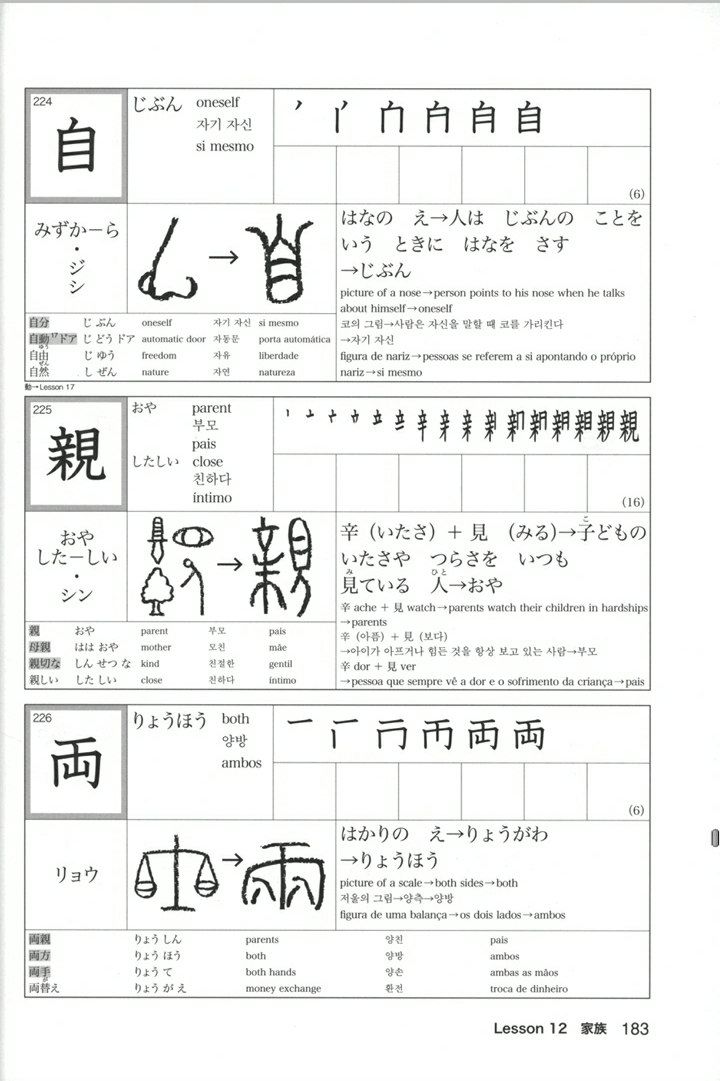 224
自
じぶん oneself
자기 자신
si mesmo
丿 亻 冂 白 自 自
(6)
みずか－ら
・
ジ
シ
→
はなの え→人は じぶんの ことを
いう ときに はなを さす
→じぶん
picture of a nose→person points to his nose when he talks
about himself→oneself
코의 그림→사람은 자신을 말할 때 코를 가리킨다
→자기 자신
figura de nariz→pessoas se referem a si apontando o próprio
nariz→si mesmo
自分 じ ぶん oneself 자기 자신 si mesmo
自動17ドア じ どう ドア automatic door 자동문 porta automática
自由 ゆう じ ゆう freedom 자유 liberdade
自然 ぜん し ぜん nature 자연 natureza
動→Lesson 17
225
親
おや parent
부모
pais
したしい close
친하다
íntimo
(16)
おや
した－しい
・
シン
→
辛（いたさ）＋ 見 （みる）→子どもの
こ
いたさや つらさを いつも
見ている 人→おや
み ひと
辛 ache + 見 watch→parents watch their children in hardships
→parents
辛 (아픔) + 見 (보다)
→아이가 아프거나 힘든 것을 항상 보고 있는 사람→부모
辛 dor + 見 ver
→pessoa que sempre vê a dor e o sofrimento da criança→pais
親 おや parent 부모 pais
母親 はは おや mother 모친 mãe
親切な しん せつ な kind 친절한 gentil
親しい した しい close 친하다 íntimo
226
両
りょうほう both
양방
ambos
(6)
リョウ
→
はかりの え→りょうがわ
→りょうほう
picture of a scale→both sides→both
저울의 그림→양측→양방
figura de uma balança→os dois lados→ambos
両親 りょう しん parents 양친 pais
両方 りょう ほう both 양방 ambos
両手 りょう て both hands 양손 ambas as mãos
両替え が りょう が え money exchange 환전 troca de dinheiro
Lesson 12 家族 183